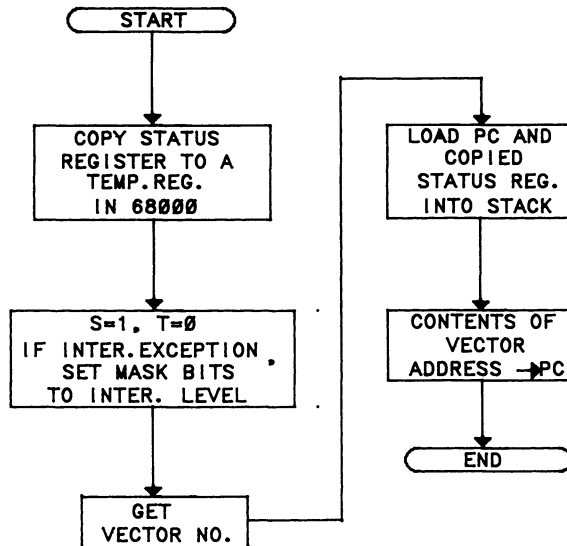 START
COPY STATUS
REGISTER TO A
TEMP.REG.
IN 68000
S=1, T=0
IF INTER.EXCEPTION,
SET MASK BITS
TO INTER. LEVEL
GET
VECTOR NO.
LOAD PC AND
COPIED
STATUS REG.
INTO STACK
CONTENTS OF
VECTOR
ADDRESS →PC
END